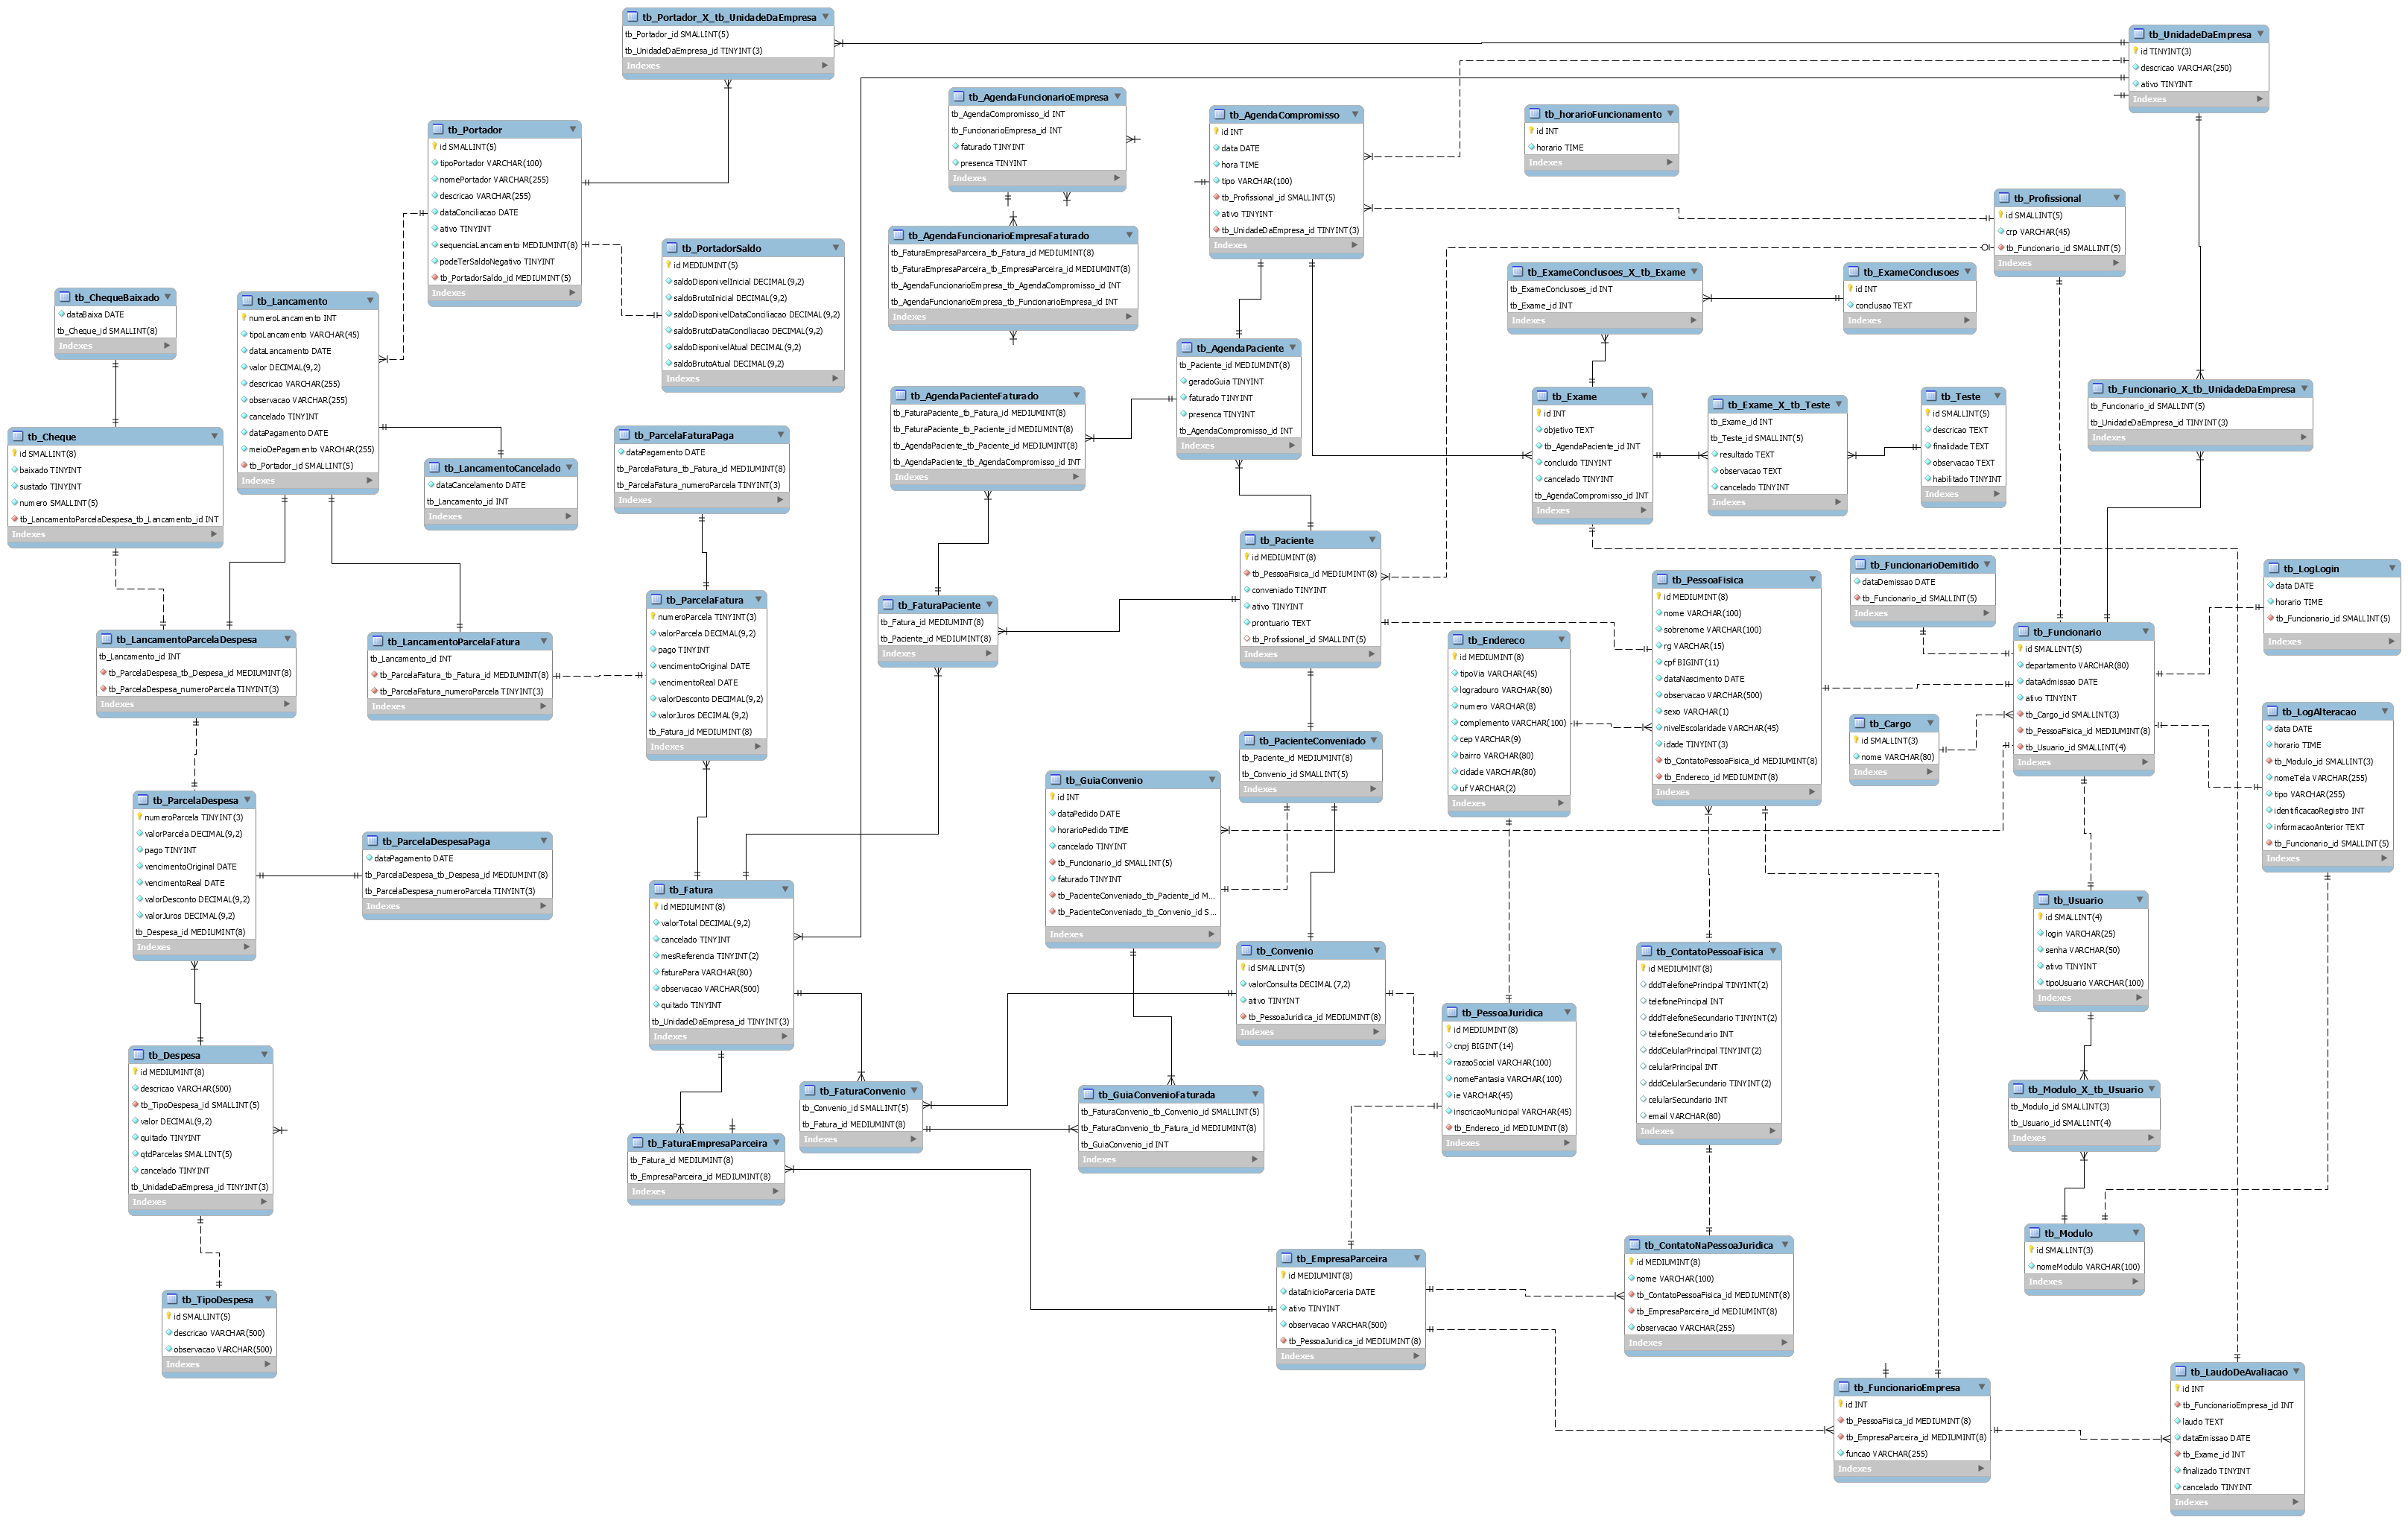 tb_Portador_X_tb_UnidadeDaEmpresa
tb_Portador_id SMALLINT(5)
tb_UnidadeDaEmpresa_id TINYINT(3)
Indexes
tb_UnidadeDaEmpresa
id TINYINT(3)
descricao VARCHAR(250)
ativo TINYINT
Indexes
tb_AgendaFuncionarioEmpresa
tb_AgendaCompromisso_id INT
tb_FuncionarioEmpresa_id INT
faturado TINYINT
presenca TINYINT
Indexes
tb_AgendaCompromisso
id INT
data DATE
hora TIME
tipo VARCHAR(100)
tb_Profissional_id SMALLINT(5)
ativo TINYINT
tb_UnidadeDaEmpresa_id TINYINT(3)
Indexes
tb_horarioFuncionamento
id INT
horario TIME
Indexes
tb_Portador
id SMALLINT(5)
tipoPortador VARCHAR(100)
nomePortador VARCHAR(255)
descricao VARCHAR(255)
dataConciliacao DATE
ativo TINYINT
sequenciaLancamento MEDIUMINT(8)
podeTerSaldoNegativo TINYINT
tb_PortadorSaldo_id MEDIUMINT(5)
Indexes
tb_Profissional
id SMALLINT(5)
crp VARCHAR(45)
tb_Funcionario_id SMALLINT(5)
Indexes
tb_AgendaFuncionarioEmpresaFaturado
tb_FaturaEmpresaParceira_tb_Fatura_id MEDIUMINT(8)
tb_FaturaEmpresaParceira_tb_EmpresaParceira_id MEDIUMINT(8)
tb_AgendaFuncionarioEmpresa_tb_AgendaCompromisso_id INT
tb_AgendaFuncionarioEmpresa_tb_FuncionarioEmpresa_id INT
Indexes
tb_PortadorSaldo
id MEDIUMINT(5)
saldoDisponivelInicial DECIMAL(9,2)
saldoBrutoInicial DECIMAL(9,2)
saldoDisponivelDataConciliacao DECIMAL(9,2)
saldoBrutoDataConciliacao DECIMAL(9,2)
saldoDisponivelAtual DECIMAL(9,2)
saldoBrutoAtual DECIMAL(9,2)
Indexes
tb_ExameConclusoes_X_tb_Exame
tb_ExameConclusoes_id INT
tb_Exame_id INT
Indexes
tb_ExameConclusoes
id INT
conclusao TEXT
Indexes
tb_ChequeBaixado
dataBaixa DATE
tb_Cheque_id SMALLINT(8)
Indexes
tb_Lancamento
numeroLancamento INT
tipoLancamento VARCHAR(45)
dataLancamento DATE
valor DECIMAL(9,2)
descricao VARCHAR(255)
observacao VARCHAR(255)
cancelado TINYINT
dataPagamento DATE
meioDePagamento VARCHAR(255)
tb_Portador_id SMALLINT(5)
Indexes
tb_AgendaPaciente
tb_Paciente_id MEDIUMINT(8)
geradoGuia TINYINT
faturado TINYINT
presenca TINYINT
tb_AgendaCompromisso_id INT
Indexes
tb_AgendaPacienteFaturado
tb_FaturaPaciente_tb_Fatura_id MEDIUMINT(8)
tb_FaturaPaciente_tb_Paciente_id MEDIUMINT(8)
tb_AgendaPaciente_tb_Paciente_id MEDIUMINT(8)
tb_AgendaPaciente_tb_AgendaCompromisso_id INT
Indexes
tb_Exame
id INT
objetivo TEXT
tb_AgendaPaciente_id INT
concluido TINYINT
cancelado TINYINT
tb_AgendaCompromisso_id INT
Indexes
tb_Exame_X_tb_Teste
tb_Exame_id INT
tb_Teste_id SMALLINT(5)
resultado TEXT
observacao TEXT
cancelado TINYINT
Indexes
tb_Teste
id SMALLINT(5)
descricao TEXT
finalidade TEXT
observacao TEXT
habilitado TINYINT
Indexes
tb_Funcionario_X_tb_UnidadeDaEmpresa
tb_Funcionario_id SMALLINT(5)
tb_UnidadeDaEmpresa_id TINYINT(3)
Indexes
tb_Cheque
id SMALLINT(8)
baixado TINYINT
sustado TINYINT
numero SMALLINT(5)
tb_LancamentoParcelaDespesa_tb_Lancamento_id INT
Indexes
tb_LancamentoCancelado
dataCancelamento DATE
tb_Lancamento_id INT
Indexes
tb_ParcelaFaturaPaga
dataPagamento DATE
tb_ParcelaFatura_tb_Fatura_id MEDIUMINT(8)
tb_ParcelaFatura_numeroParcela TINYINT(3)
Indexes
tb_Paciente
id MEDIUMINT(8)
tb_PessoaFisica_id MEDIUMINT(8)
conveniado TINYINT
ativo TINYINT
prontuario TEXT
tb_Profissional_id SMALLINT(5)
Indexes
tb_FuncionarioDemitido
dataDemissao DATE
tb_Funcionario_id SMALLINT(5)
Indexes
tb_LogLogin
data DATE
horario TIME
tb_Funcionario_id SMALLINT(5)
Indexes
tb_PessoaFisica
id MEDIUMINT(8)
nome VARCHAR(100)
sobrenome VARCHAR(100)
rg VARCHAR(15)
cpf BIGINT(11)
dataNascimento DATE
observacao VARCHAR(500)
sexo VARCHAR(1)
nivelEscolaridade VARCHAR(45)
idade TINYINT(3)
tb_ContatoPessoaFisica_id MEDIUMINT(8)
tb_Endereco_id MEDIUMINT(8)
Indexes
tb_ParcelaFatura
numeroParcela TINYINT(3)
valorParcela DECIMAL(9,2)
pago TINYINT
vencimentoOriginal DATE
vencimentoReal DATE
valorDesconto DECIMAL(9,2)
valorJuros DECIMAL(9,2)
tb_Fatura_id MEDIUMINT(8)
Indexes
tb_FaturaPaciente
tb_Fatura_id MEDIUMINT(8)
tb_Paciente_id MEDIUMINT(8)
Indexes
tb_Endereco
id MEDIUMINT(8)
tipoVia VARCHAR(45)
logradouro VARCHAR(80)
numero VARCHAR(8)
complemento VARCHAR(100)
cep VARCHAR(9)
bairro VARCHAR(80)
cidade VARCHAR(80)
uf VARCHAR(2)
Indexes
tb_Funcionario
id SMALLINT(5)
departamento VARCHAR(80)
dataAdmissao DATE
ativo TINYINT
tb_Cargo_id SMALLINT(3)
tb_PessoaFisica_id MEDIUMINT(8)
tb_Usuario_id SMALLINT(4)
Indexes
tb_LancamentoParcelaDespesa
tb_Lancamento_id INT
tb_ParcelaDespesa_tb_Despesa_id MEDIUMINT(8)
tb_ParcelaDespesa_numeroParcela TINYINT(3)
Indexes
tb_LancamentoParcelaFatura
tb_Lancamento_id INT
tb_ParcelaFatura_tb_Fatura_id MEDIUMINT(8)
tb_ParcelaFatura_numeroParcela TINYINT(3)
Indexes
tb_Cargo
id SMALLINT(3)
nome VARCHAR(80)
Indexes
tb_LogAlteracao
data DATE
horario TIME
tb_Modulo_id SMALLINT(3)
nomeTela VARCHAR(255)
tipo VARCHAR(255)
identificacaoRegistro INT
informacaoAnterior TEXT
tb_Funcionario_id SMALLINT(5)
Indexes
tb_PacienteConveniado
tb_Paciente_id MEDIUMINT(8)
tb_Convenio_id SMALLINT(5)
Indexes
tb_GuiaConvenio
id INT
dataPedido DATE
horarioPedido TIME
cancelado TINYINT
tb_Funcionario_id SMALLINT(5)
faturado TINYINT
tb_PacienteConveniado_tb_Paciente_id M...
tb_PacienteConveniado_tb_Convenio_id S...
Indexes
tb_ParcelaDespesa
numeroParcela TINYINT(3)
valorParcela DECIMAL(9,2)
pago TINYINT
vencimentoOriginal DATE
vencimentoReal DATE
valorDesconto DECIMAL(9,2)
valorJuros DECIMAL(9,2)
tb_Despesa_id MEDIUMINT(8)
Indexes
tb_ParcelaDespesaPaga
dataPagamento DATE
tb_ParcelaDespesa_tb_Despesa_id MEDIUMINT(8)
tb_ParcelaDespesa_numeroParcela TINYINT(3)
Indexes
tb_Fatura
id MEDIUMINT(8)
valorTotal DECIMAL(9,2)
cancelado TINYINT
mesReferencia TINYINT(2)
faturaPara VARCHAR(80)
observacao VARCHAR(500)
quitado TINYINT
tb_UnidadeDaEmpresa_id TINYINT(3)
Indexes
tb_Usuario
id SMALLINT(4)
login VARCHAR(25)
senha VARCHAR(50)
ativo TINYINT
tipoUsuario VARCHAR(100)
Indexes
tb_Convenio
id SMALLINT(5)
valorConsulta DECIMAL(7,2)
ativo TINYINT
tb_PessoaJuridica_id MEDIUMINT(8)
Indexes
tb_ContatoPessoaFisica
id MEDIUMINT(8)
dddTelefonePrincipal TINYINT(2)
telefonePrincipal INT
dddTelefoneSecundario TINYINT(2)
telefoneSecundario INT
dddCelularPrincipal TINYINT(2)
celularPrincipal INT
dddCelularSecundario TINYINT(2)
celularSecundario INT
email VARCHAR(80)
Indexes
tb_PessoaJuridica
id MEDIUMINT(8)
cnpj BIGINT(14)
razaoSocial VARCHAR(100)
nomeFantasia VARCHAR(100)
ie VARCHAR(45)
inscricaoMunicipal VARCHAR(45)
tb_Endereco_id MEDIUMINT(8)
Indexes
tb_Despesa
id MEDIUMINT(8)
descricao VARCHAR(500)
tb_TipoDespesa_id SMALLINT(5)
valor DECIMAL(9,2)
quitado TINYINT
qtdParcelas SMALLINT(5)
cancelado TINYINT
tb_UnidadeDaEmpresa_id TINYINT(3)
Indexes
tb_FaturaConvenio
tb_Convenio_id SMALLINT(5)
tb_Fatura_id MEDIUMINT(8)
Indexes
tb_GuiaConvenioFaturada
tb_FaturaConvenio_tb_Convenio_id SMALLINT(5)
tb_FaturaConvenio_tb_Fatura_id MEDIUMINT(8)
tb_GuiaConvenio_id INT
Indexes
tb_Modulo_X_tb_Usuario
tb_Modulo_id SMALLINT(3)
tb_Usuario_id SMALLINT(4)
Indexes
tb_FaturaEmpresaParceira
tb_Fatura_id MEDIUMINT(8)
tb_EmpresaParceira_id MEDIUMINT(8)
Indexes
tb_Modulo
id SMALLINT(3)
nomeModulo VARCHAR(100)
Indexes
tb_EmpresaParceira
id MEDIUMINT(8)
dataInicioParceria DATE
ativo TINYINT
observacao VARCHAR(500)
tb_PessoaJuridica_id MEDIUMINT(8)
Indexes
tb_ContatoNaPessoaJuridica
id MEDIUMINT(8)
nome VARCHAR(100)
tb_ContatoPessoaFisica_id MEDIUMINT(8)
tb_EmpresaParceira_id MEDIUMINT(8)
observacao VARCHAR(255)
Indexes
tb_TipoDespesa
id SMALLINT(5)
descricao VARCHAR(500)
observacao VARCHAR(500)
Indexes
tb_FuncionarioEmpresa
id INT
tb_PessoaFisica_id MEDIUMINT(8)
tb_EmpresaParceira_id MEDIUMINT(8)
funcao VARCHAR(255)
Indexes
tb_LaudoDeAvaliacao
id INT
tb_FuncionarioEmpresa_id INT
laudo TEXT
dataEmissao DATE
tb_Exame_id INT
finalizado TINYINT
cancelado TINYINT
Indexes